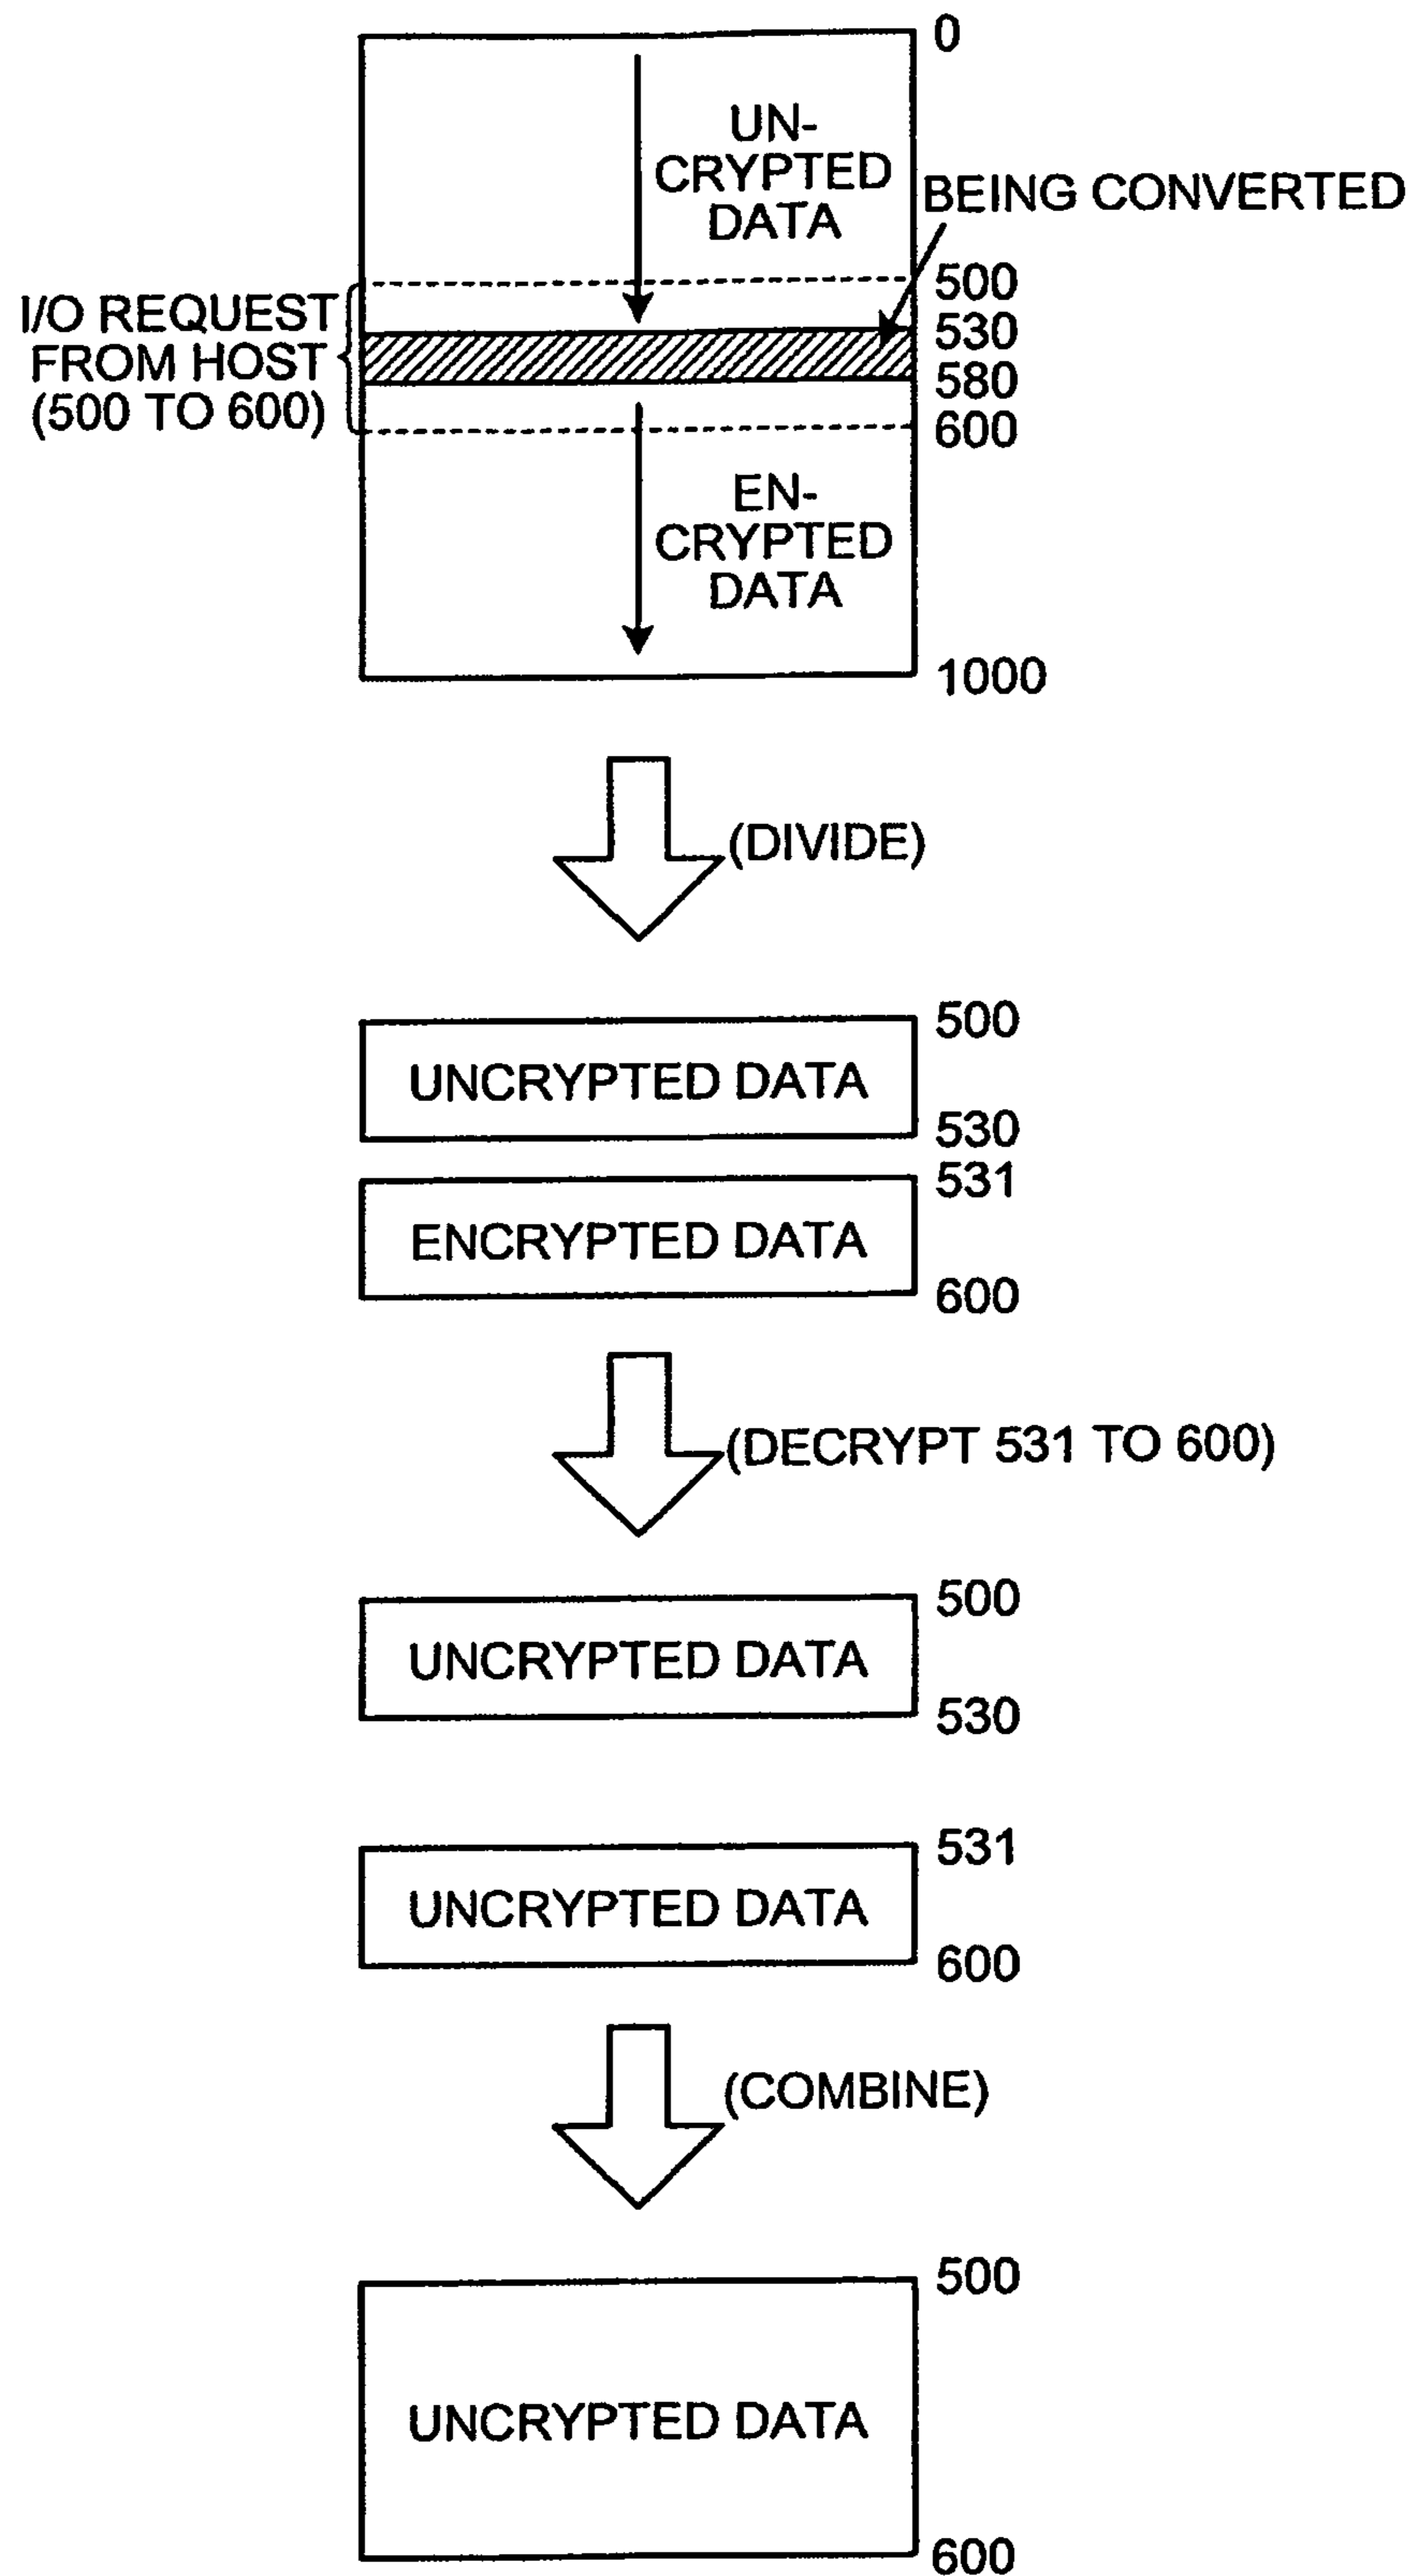 0
UN-
CRYPTED
DATA
BEING CONVERTED
500
I/O REQUEST
FROM HOST
(500 TO 600)
530
580
600
EN-
CRYPTED
DATA
1000
(DIVIDE)
500
UNCRYPTED DATA
530
531
ENCRYPTED DATA
600
(DECRYPT 531 TO 600)
500
UNCRYPTED DATA
530
531
UNCRYPTED DATA
600
(COMBINE)
500
UNCRYPTED DATA
600